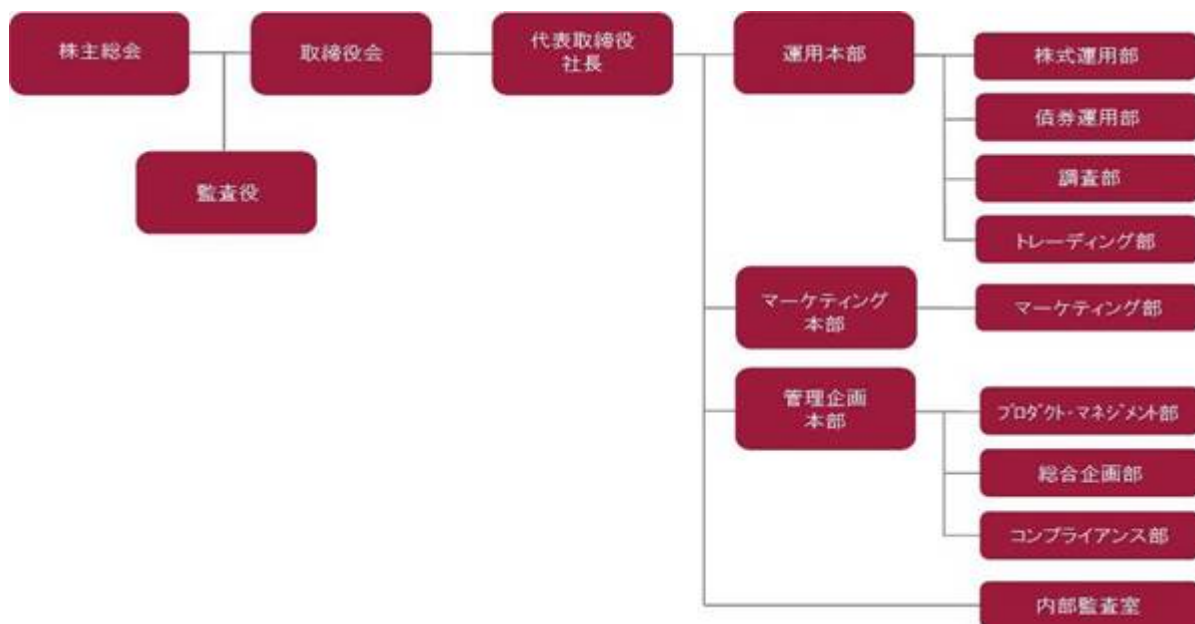 株主総会
取締役会
代表取締役
社長
監査役
運用本部
株式運用部
債券運用部
調査部
トレーディング部
マーケティング
本部
マーケティング部
管理企画
本部
プロダクト・マネジメント部
総合企画部
コンプライアンス部
内部監査室